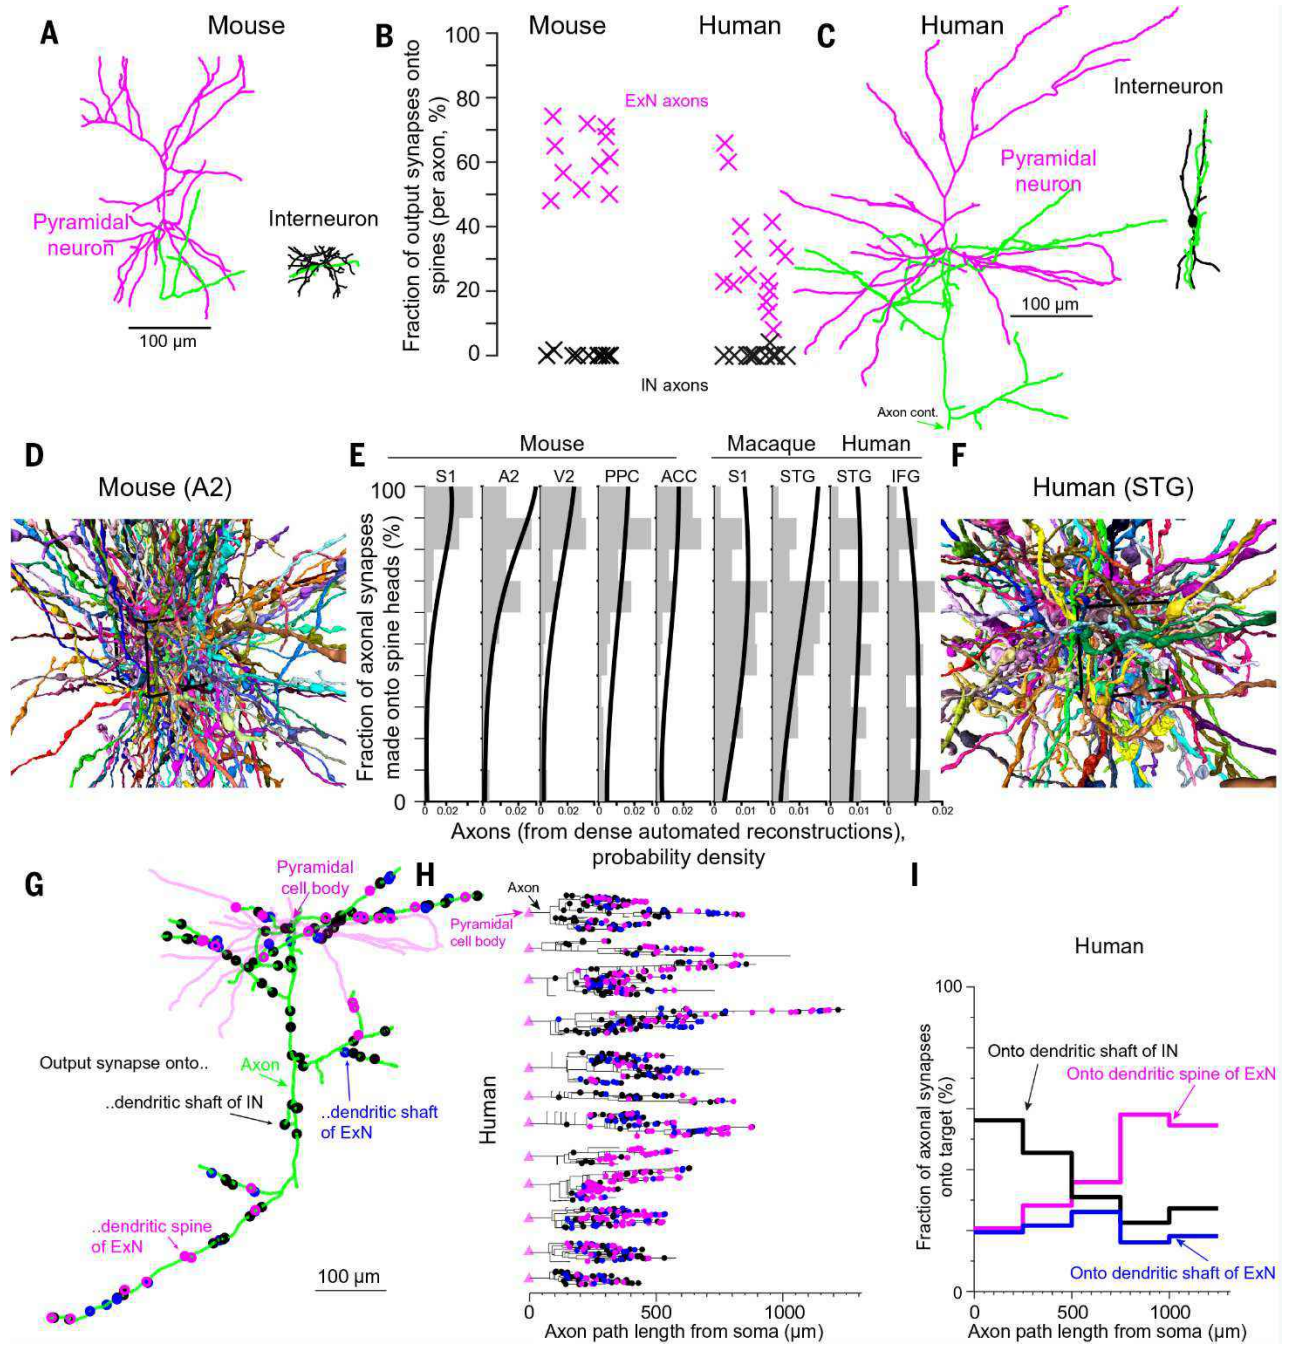 A
Mouse
Pyramidal
neuron
Interneuron
100 µm
B
Mouse
Human
Fraction of output synapses onto
spines (per axon, %)
100
80
60
40
20
0
ExN axons
IN axons
C
Human
Interneuron
Pyramidal
neuron
100 µm
Axon cont.
D
Mouse (A2)
E
Mouse
Macaque
Human
S1
A2
V2
PPC
ACC
S1
STG
STG
IFG
Fraction of axonal synapses
made onto spine heads (%)
100
0
0 0.02
0 0.02
0 0.02
0 0.02
0 0.02
0 0.01
0 0.01
0 0.01
0 0.01 0.02
Axons (from dense automated reconstructions),
probability density
F
Human (STG)
G
Pyramidal
cell body
Output synapse onto..
Axon
..dendritic shaft of IN
..dendritic shaft
of ExN
..dendritic spine
of ExN
100 µm
H
Axon
Pyramidal
cell body
Human
0
500
1000
Axon path length from soma (µm)
I
Human
Fraction of axonal synapses
onto target (%)
100
0
Onto dendritic shaft of IN
Onto dendritic spine of ExN
Onto dendritic shaft of ExN
0
500
1000
Axon path length from soma (µm)